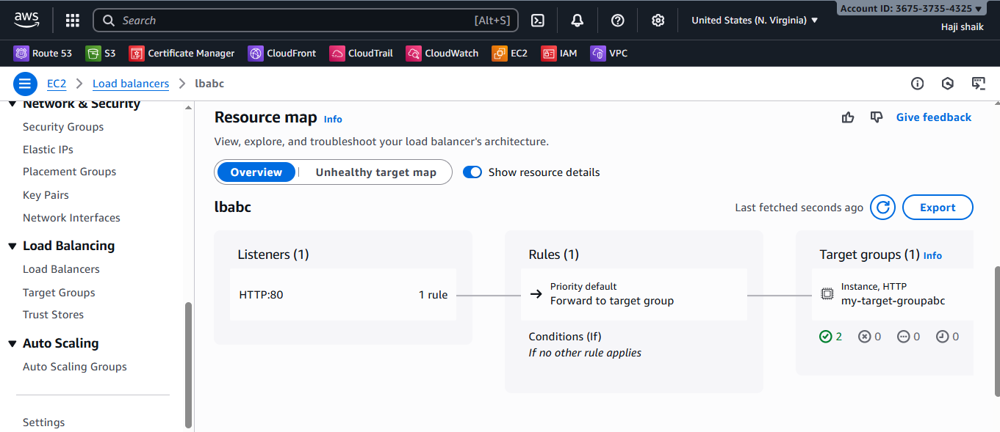 aws
Search [Alt+S]
United States (N. Virginia) ▼
Account ID: 3675-3735-4325 ▼
Haji shaik
Route 53 S3 Certificate Manager CloudFront CloudTrail CloudWatch EC2 IAM VPC
EC2 > Load balancers > lbabc
Network & Security
Security Groups
Elastic IPs
Placement Groups
Key Pairs
Network Interfaces
Load Balancing
Load Balancers
Target Groups
Trust Stores
Auto Scaling
Auto Scaling Groups
Settings
Resource map Info
Give feedback
View, explore, and troubleshoot your load balancer's architecture.
Overview Unhealthy target map Show resource details
lbabc
Last fetched seconds ago Export
Listeners (1)
HTTP:80 1 rule
Rules (1)
Priority default
Forward to target group
Conditions (If)
If no other rule applies
Target groups (1) Info
Instance, HTTP
my-target-groupabc
2 0 0 0